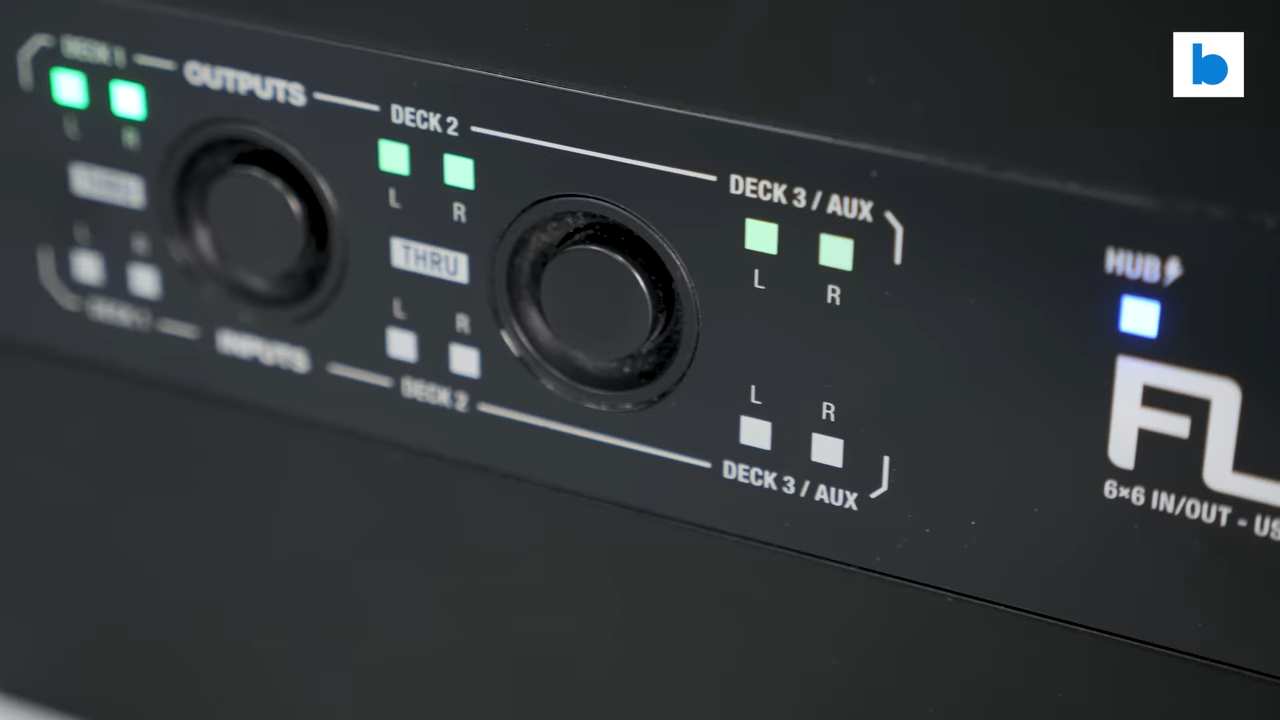 DECK 1 OUTPUTS DECK 2 DECK 3 / AUX
L R L R L R
THRU THRU
L R L R L R
INPUTS DECK 2 DECK 3 / AUX
HUB
6×6 IN/OUT - US
b